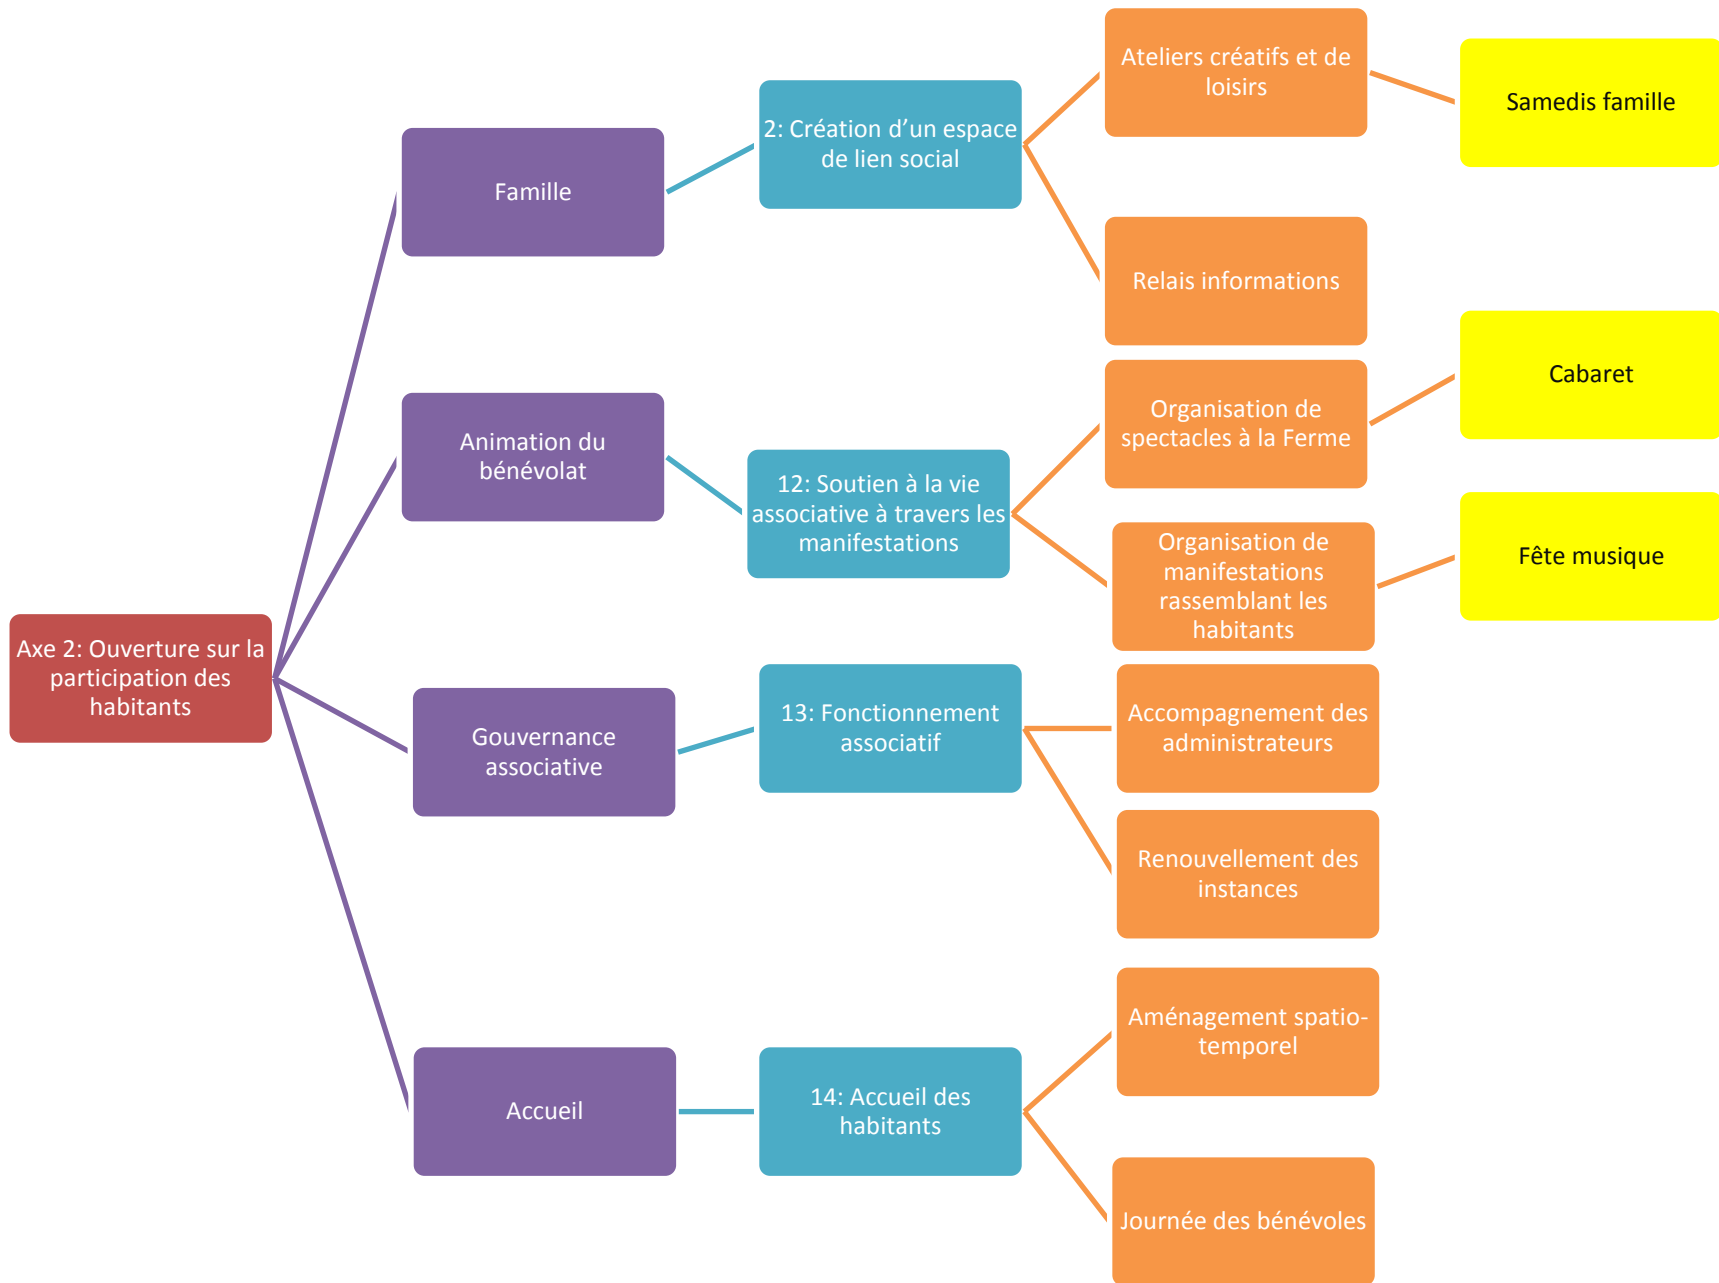 Axe 2: Ouverture sur la
participation des
habitants
Famille
2: Création d’un espace
de lien social
Ateliers créatifs et de
loisirs
Samedis famille
Relais informations
Animation du
bénévolat
12: Soutien à la vie
associative à travers les
manifestations
Organisation de
spectacles à la Ferme
Cabaret
Organisation de
manifestations
rassemblant les
habitants
Fête musique
Gouvernance
associative
13: Fonctionnement
associatif
Accompagnement des
administrateurs
Renouvellement des
instances
Accueil
14: Accueil des
habitants
Aménagement spatio-
temporel
Journée des bénévoles